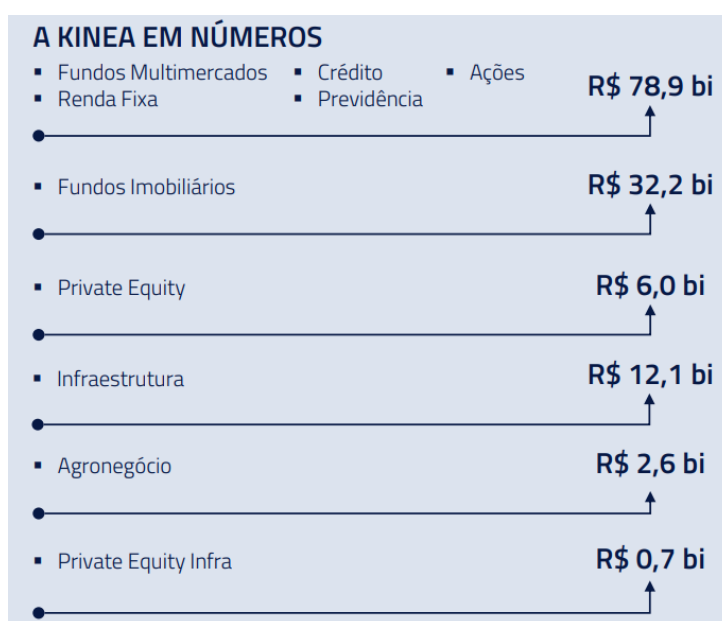 A KINEA EM NÚMEROS
▪ Fundos Multimercados ▪ Crédito ▪ Ações
▪ Renda Fixa ▪ Previdência
R$ 78,9 bi
▪ Fundos Imobiliários R$ 32,2 bi
▪ Private Equity R$ 6,0 bi
▪ Infraestrutura R$ 12,1 bi
▪ Agronegócio R$ 2,6 bi
▪ Private Equity Infra R$ 0,7 bi